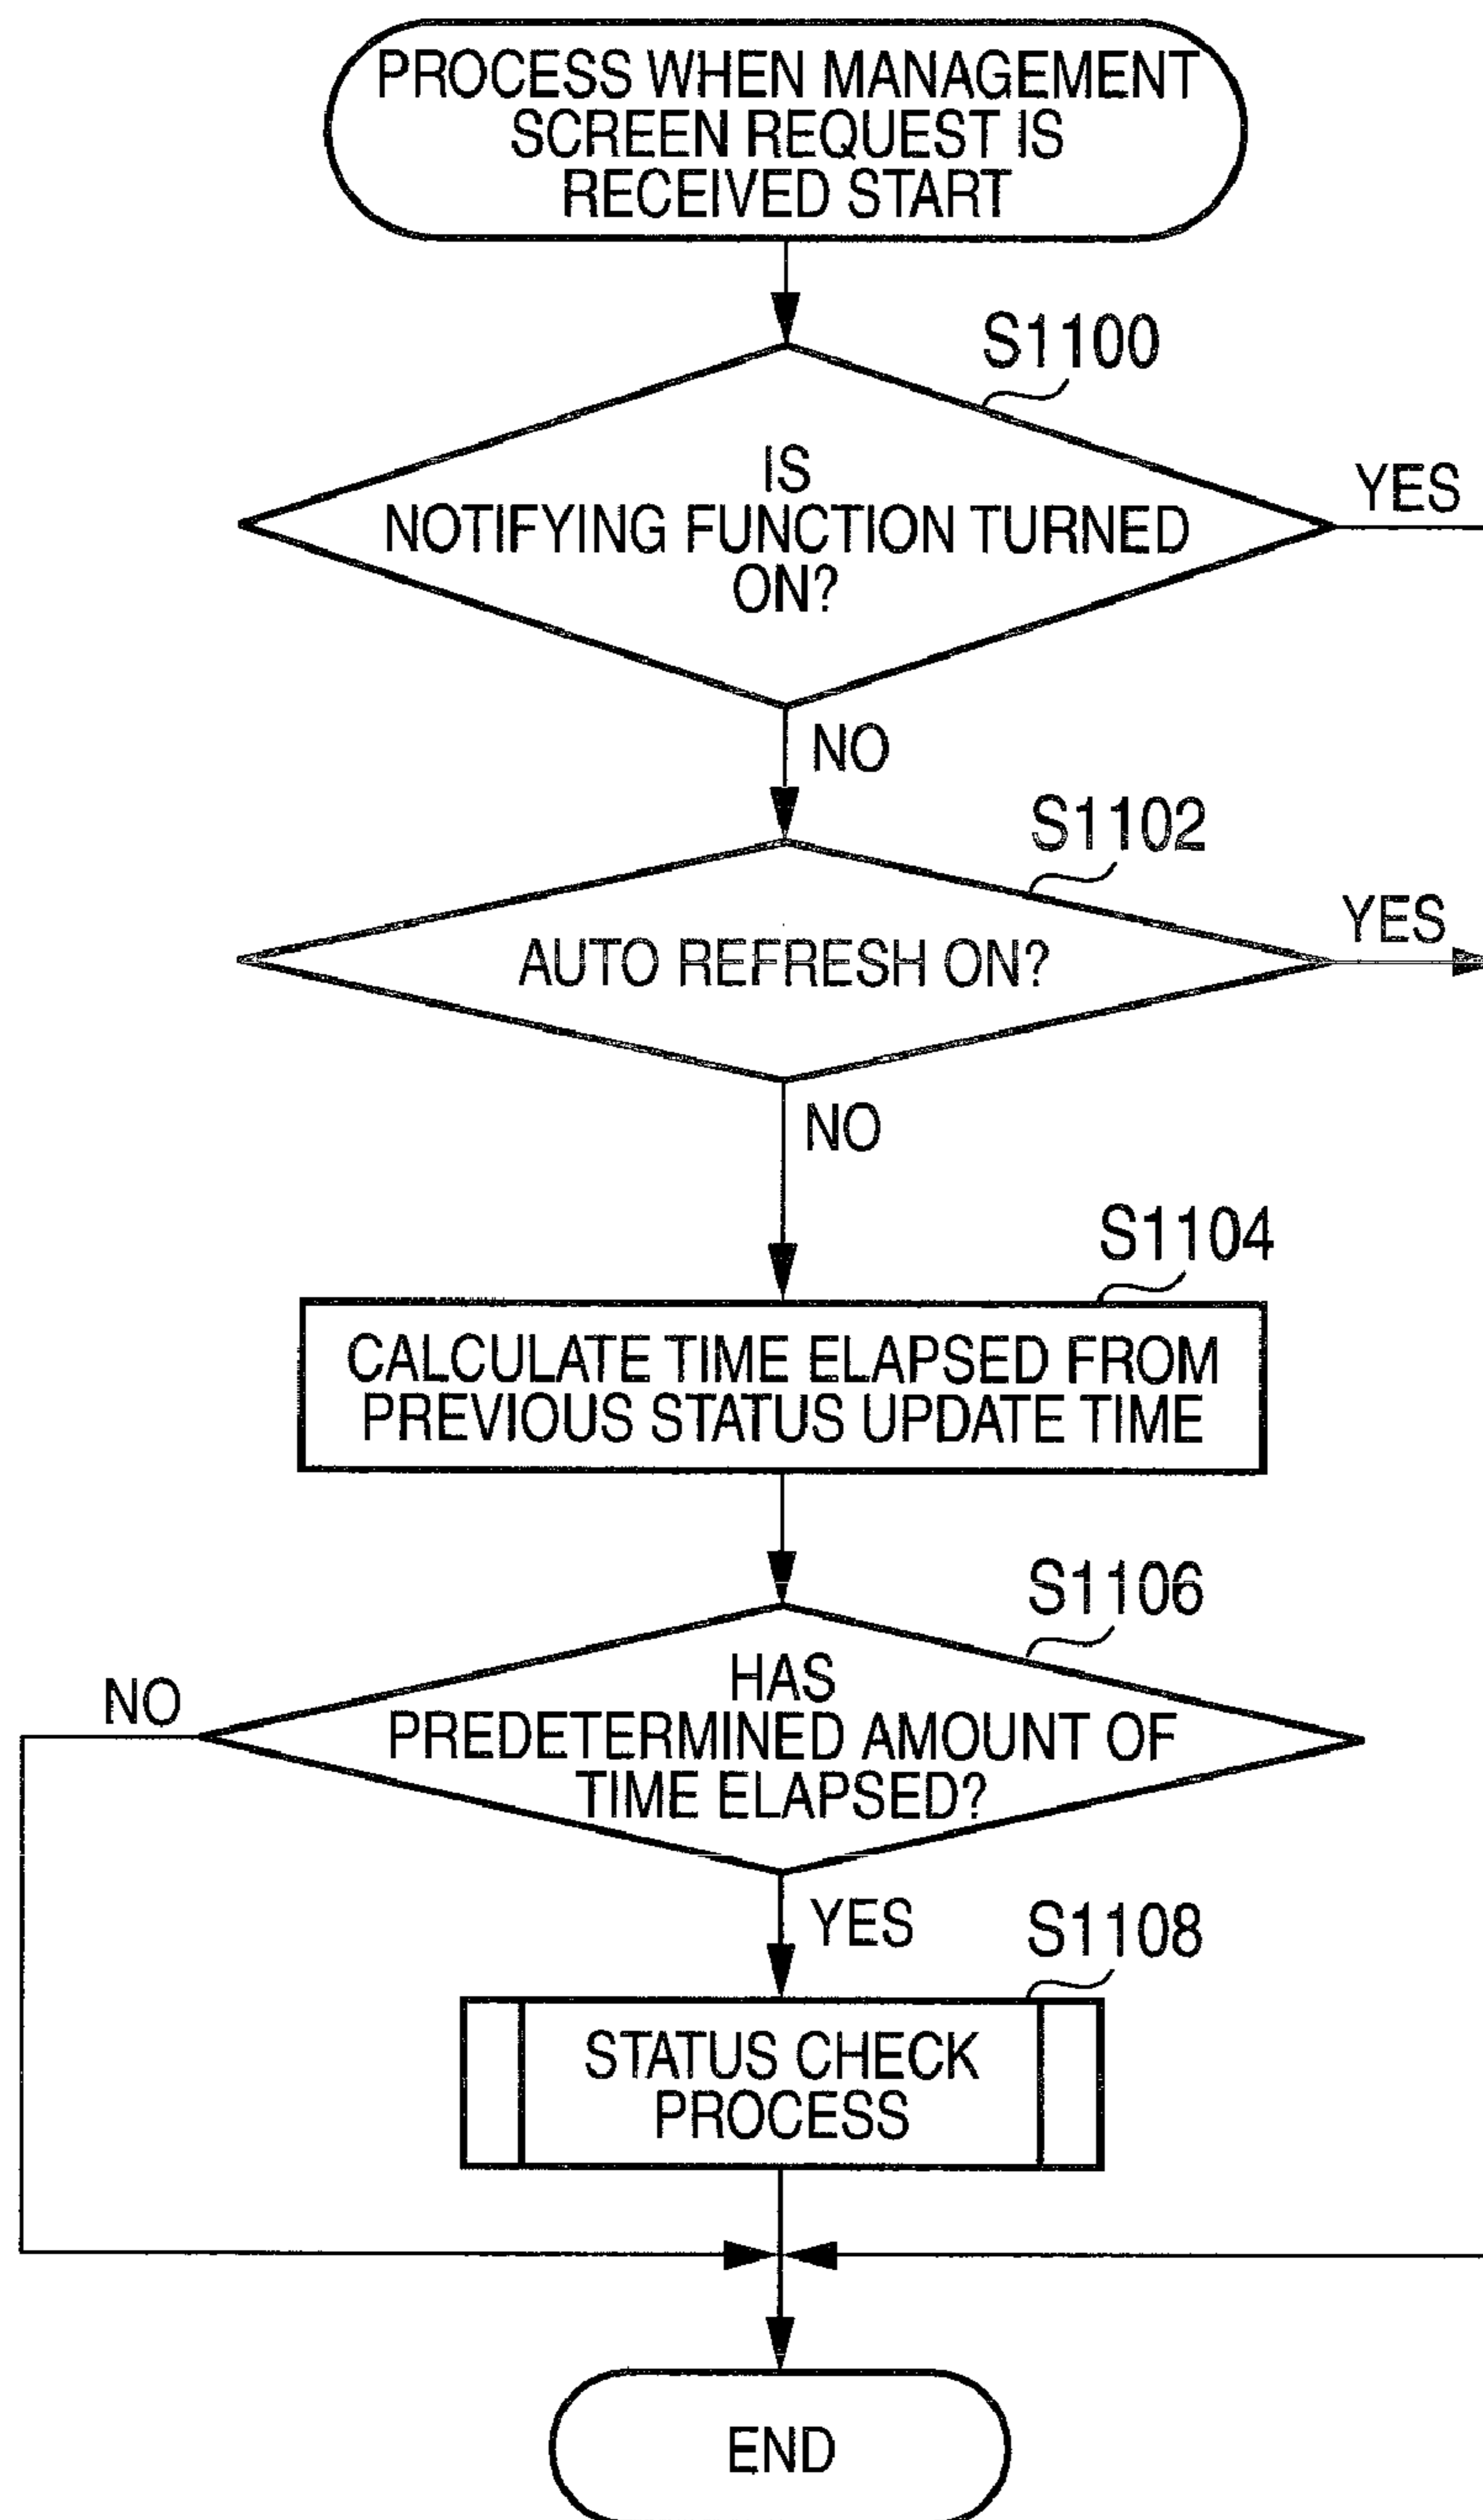 PROCESS WHEN MANAGEMENT
SCREEN REQUEST IS
RECEIVED START
S1100
IS
NOTIFYING FUNCTION TURNED
ON?
YES
NO
S1102
AUTO REFRESH ON?
YES
NO
S1104
CALCULATE TIME ELAPSED FROM
PREVIOUS STATUS UPDATE TIME
S1106
HAS
PREDETERMINED AMOUNT OF
TIME ELAPSED?
NO
YES
S1108
STATUS CHECK
PROCESS
END